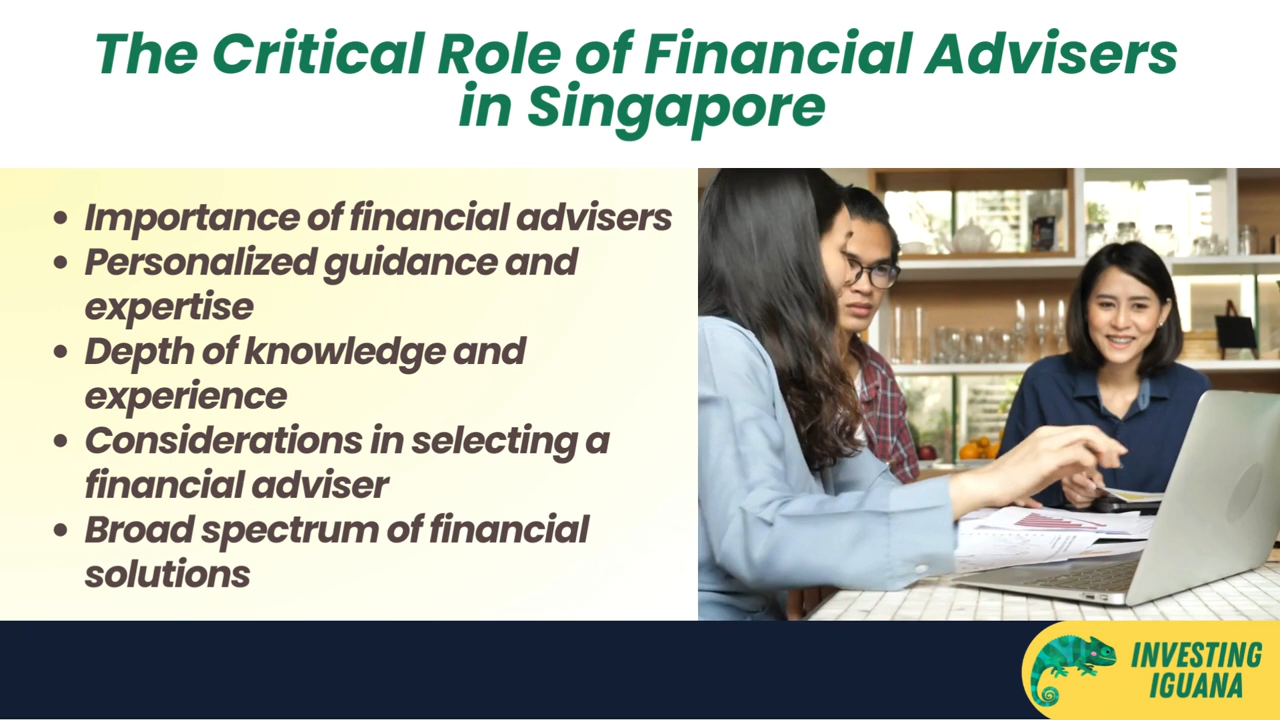 The Critical Role of Financial Advisers
in Singapore
• Importance of financial advisers
• Personalized guidance and
expertise
• Depth of knowledge and
experience
• Considerations in selecting a
financial adviser
• Broad spectrum of financial
solutions
INVESTING
IGUANA